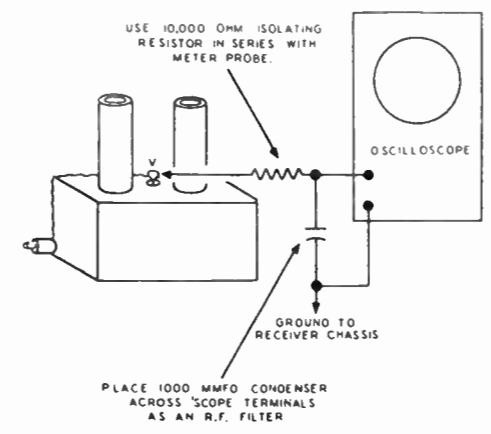 USE 10,000 OHM ISOLATING
RESISTOR IN SERIES WITH
METER PROBE.
V
OSCILLOSCOPE
GROUND TO
RECEIVER CHASSIS
PLACE 1000 MMFD CONDENSER
ACROSS 'SCOPE TERMINALS
AS AN R.F. FILTER